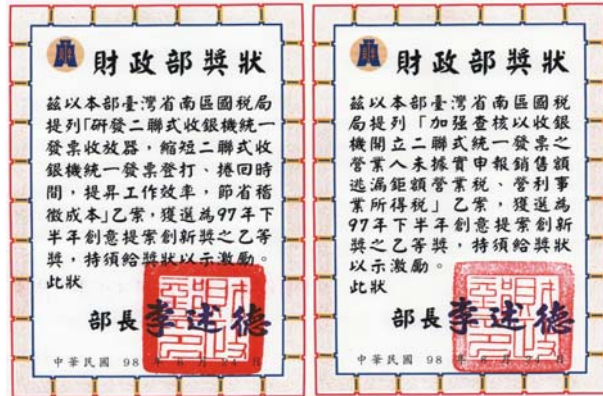 財政部獎狀
茲以本部臺灣省南區國稅局
提列「研發二聯式收銀機統一
發票收放器，縮短二聯式收
銀機統一發票登打、捲回時
間，提昇工作效率，節省稽
徵成本」乙案，獲選為97年下
半年創意提案創新獎之乙等
獎，特頒給獎狀以示激勵。
此狀
部長 李述德
中華民國 98 年 6 月 24 日
財政部獎狀
茲以本部臺灣省南區國稅
局提列「加強查核以收銀
機開立二聯式統一發票之
營業人未據實申報銷售額
逃漏鉅額營業稅、營利事
業所得稅」乙案，獲選為
97年下半年創意提案創新
獎之乙等獎，特頒給獎狀
以示激勵。
此狀
部長 李述德
中華民國 98 年 6 月 24 日